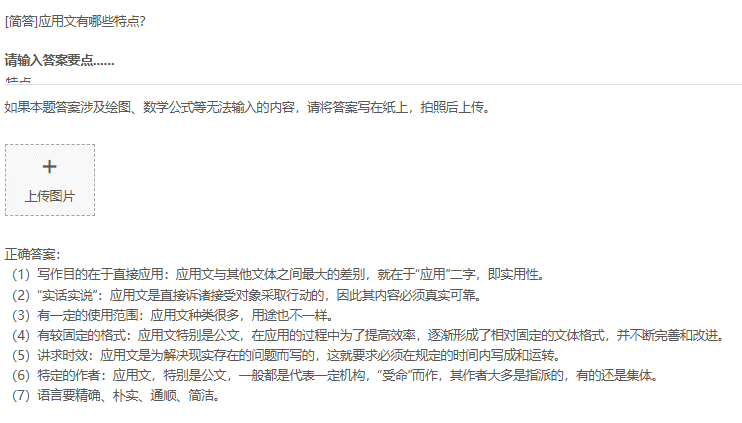 [简答]应用文有哪些特点？
请输入答案要点......
特点
如果本题答案涉及绘图、数学公式等无法输入的内容，请将答案写在纸上，拍照后上传。
+
上传图片
正确答案：
（1）写作目的在于直接应用：应用文与其他文体之间最大的差别，就在于“应用”二字，即实用性。
（2）“实话实说”：应用文是直接诉诸接受对象采取行动的，因此其内容必须真实可靠。
（3）有一定的使用范围：应用文种类很多，用途也不一样。
（4）有较固定的格式：应用文特别是公文，在应用的过程中为了提高效率，逐渐形成了相对固定的文体格式，并不断完善和改进。
（5）讲求时效：应用文是为解决现实存在的问题而写的，这就要求必须在规定的时间内写成和运转。
（6）特定的作者：应用文，特别是公文，一般都是代表一定机构，“受命”而作，其作者大多是指派的，有的还是集体。
（7）语言要精确、朴实、通顺、简洁。